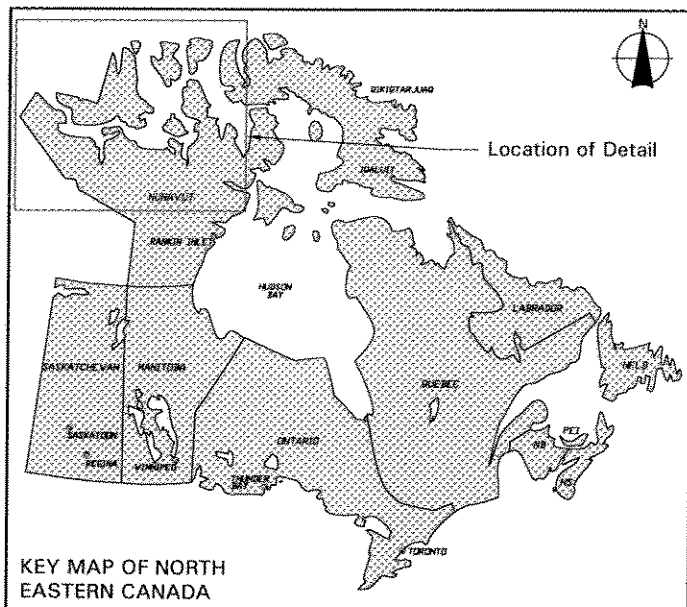 N
QIKIQTARJUAQ
Location of Detail
IQALUIT
NUNAVUT
RANKIN INLET
HUDSON
BAY
LABRADOR
SASKATCHEWAN
MANITOBA
NFLD
QUEBEC
PEI
SASKATOON
ONTARIO
NB
REGINA
WINNIPEG
NS
THUNDER
BAY
TORONTO
KEY MAP OF NORTH
EASTERN CANADA